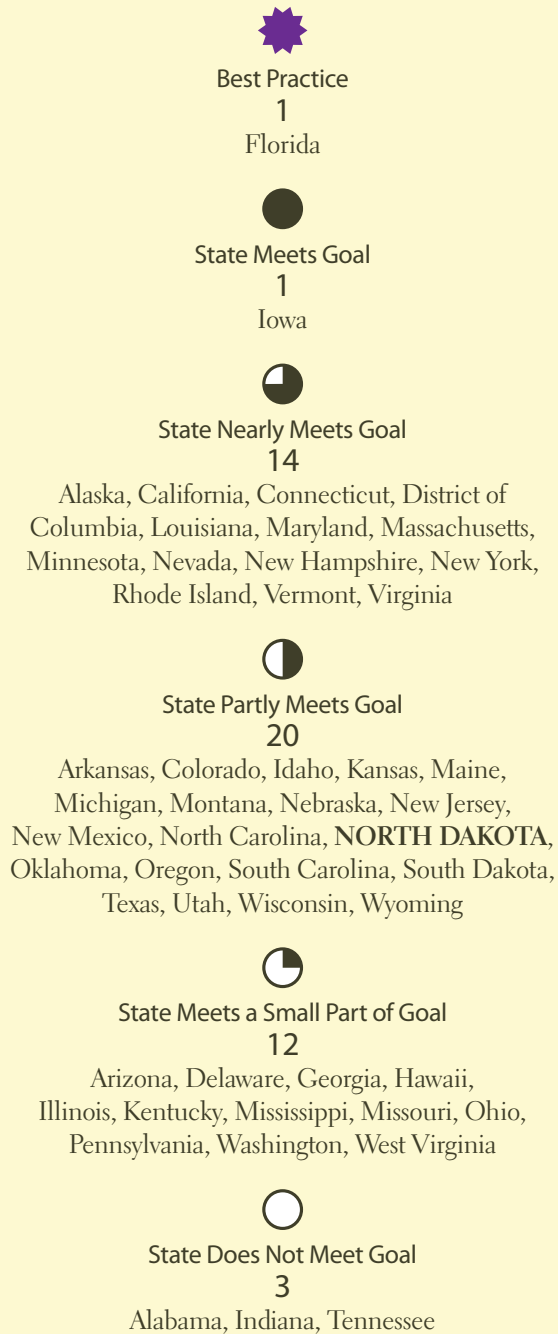 Best Practice
1
Florida
State Meets Goal
1
Iowa
State Nearly Meets Goal
14
Alaska, California, Connecticut, District of
Columbia, Louisiana, Maryland, Massachusetts,
Minnesota, Nevada, New Hampshire, New York,
Rhode Island, Vermont, Virginia
State Partly Meets Goal
20
Arkansas, Colorado, Idaho, Kansas, Maine,
Michigan, Montana, Nebraska, New Jersey,
New Mexico, North Carolina, NORTH DAKOTA,
Oklahoma, Oregon, South Carolina, South Dakota,
Texas, Utah, Wisconsin, Wyoming
State Meets a Small Part of Goal
12
Arizona, Delaware, Georgia, Hawaii,
Illinois, Kentucky, Mississippi, Missouri, Ohio,
Pennsylvania, Washington, West Virginia
State Does Not Meet Goal
3
Alabama, Indiana, Tennessee